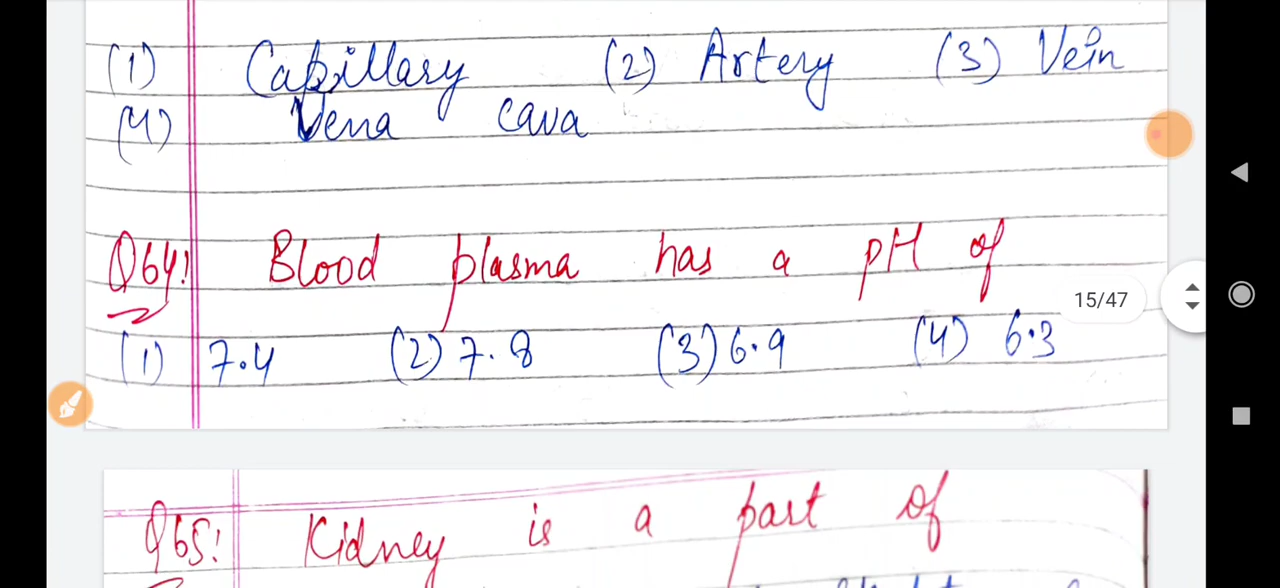 (1) Capillary (2) Artery (3) Vein
(4) Vena cava
Q64! Blood plasma has a pH of
15/47
(1) 7.4 (2) 7.8 (3) 6.9 (4) 6.3
Q65! Kidney is a part of